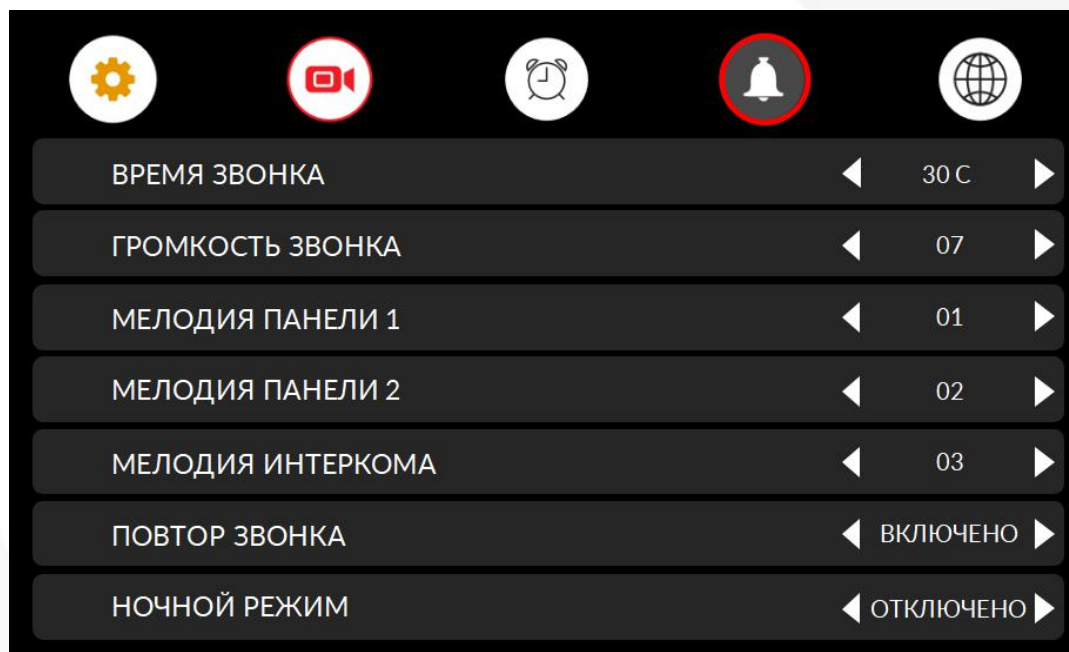 ВРЕМЯ ЗВОНКА 30 С
ГРОМКОСТЬ ЗВОНКА 07
МЕЛОДИЯ ПАНЕЛИ 1 01
МЕЛОДИЯ ПАНЕЛИ 2 02
МЕЛОДИЯ ИНТЕРКОМА 03
ПОВТОР ЗВОНКА ВКЛЮЧЕНО
НОЧНОЙ РЕЖИМ ОТКЛЮЧЕНО